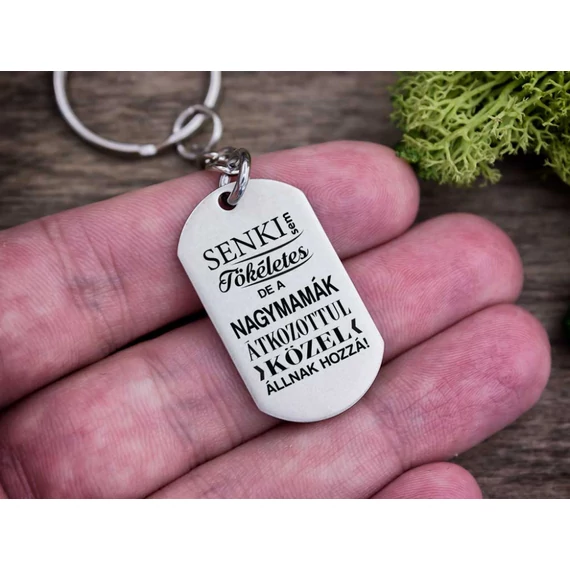 SENKI sem
Tökéletes
DE A
NAGYMAMÁK
ÁTKOZOTTUL
KÖZEL
ÁLLNAK HOZZÁ!